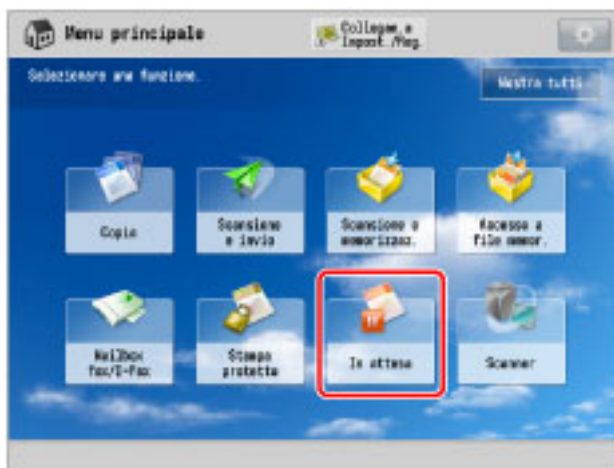 Menu principale
Collegam. a
Impost./Reg.
Selezionare una funzione.
Mostra tutti
Copia
Scansione
e invio
Scansione e
memorizzaz.
Accesso a
file memor.
Mailbox
fax/I-Fax
Stampa
protetta
In attesa
Scanner